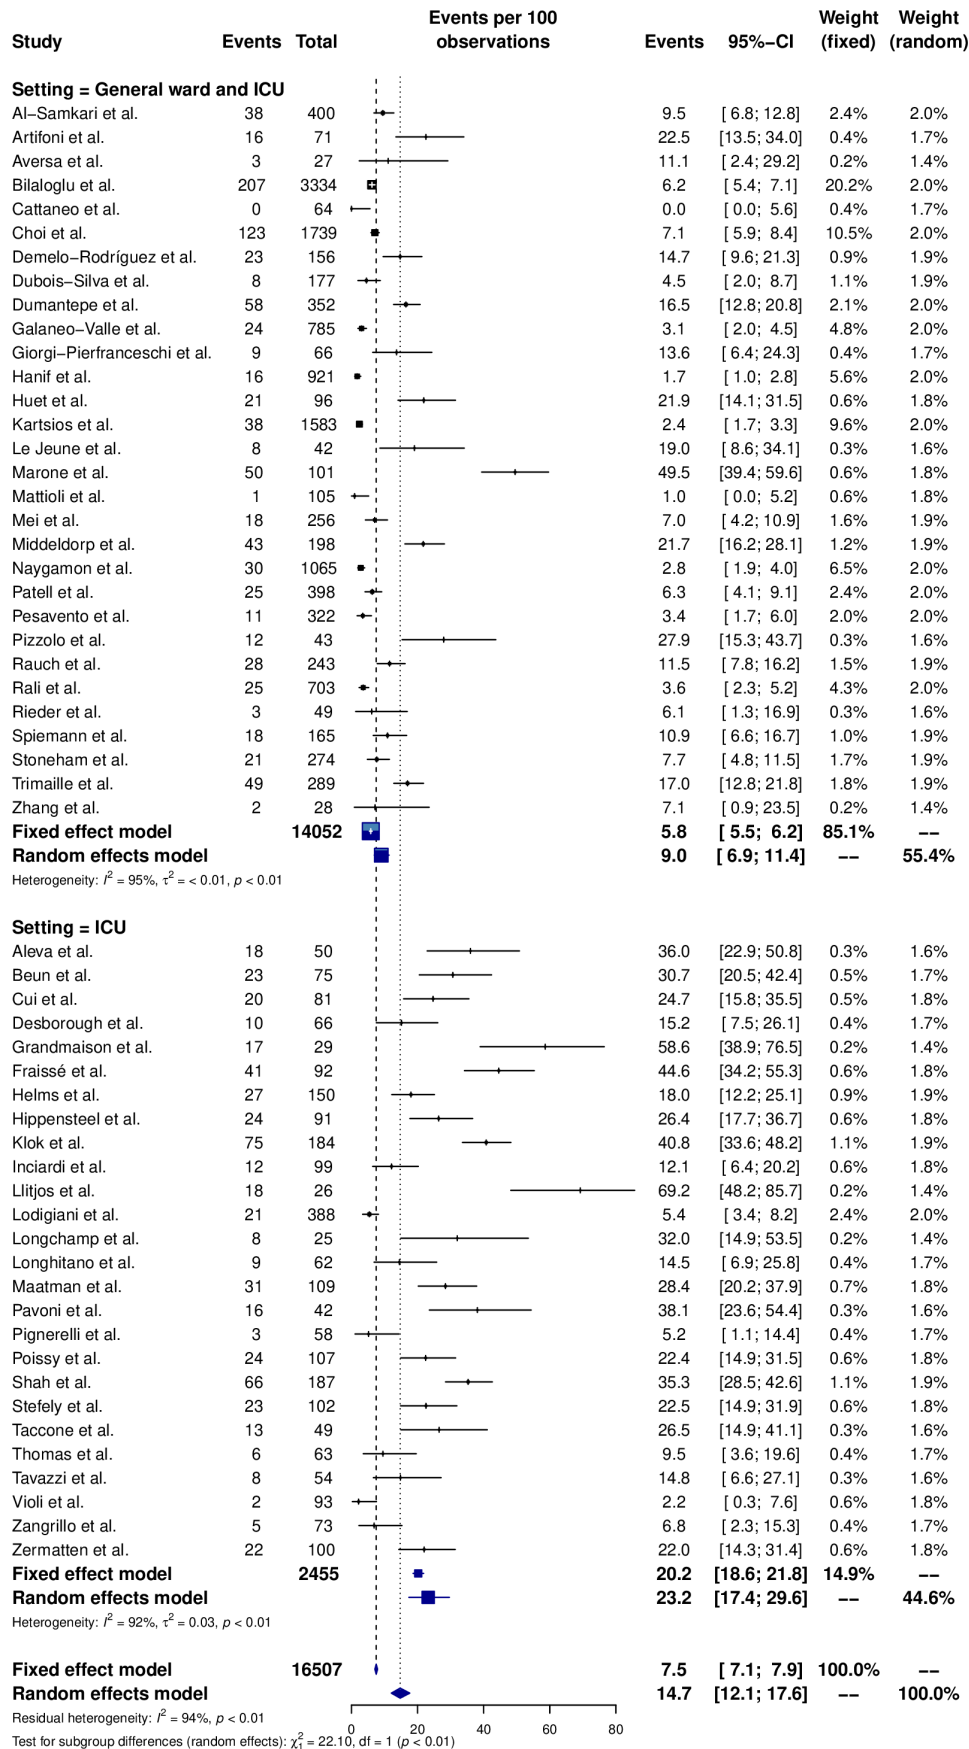 Events per 100 Weight Weight
Study Events Total observations Events 95%−CI (fixed) (random)
Setting = General ward and ICU
Al−Samkari et al. 38 400 9.5 [ 6.8; 12.8] 2.4% 2.0%
Artifoni et al. 16 71 22.5 [13.5; 34.0] 0.4% 1.7%
Aversa et al. 3 27 11.1 [ 2.4; 29.2] 0.2% 1.4%
Bilaloglu et al. 207 3334 6.2 [ 5.4; 7.1] 20.2% 2.0%
Cattaneo et al. 0 64 0.0 [ 0.0; 5.6] 0.4% 1.7%
Choi et al. 123 1739 7.1 [ 5.9; 8.4] 10.5% 2.0%
Demelo−Rodríguez et al. 23 156 14.7 [ 9.6; 21.3] 0.9% 1.9%
Dubois−Silva et al. 8 177 4.5 [ 2.0; 8.7] 1.1% 1.9%
Dumantepe et al. 58 352 16.5 [12.8; 20.8] 2.1% 2.0%
Galaneo−Valle et al. 24 785 3.1 [ 2.0; 4.5] 4.8% 2.0%
Giorgi−Pierfranceschi et al. 9 66 13.6 [ 6.4; 24.3] 0.4% 1.7%
Hanif et al. 16 921 1.7 [ 1.0; 2.8] 5.6% 2.0%
Huet et al. 21 96 21.9 [14.1; 31.5] 0.6% 1.8%
Kartsios et al. 38 1583 2.4 [ 1.7; 3.3] 9.6% 2.0%
Le Jeune et al. 8 42 19.0 [ 8.6; 34.1] 0.3% 1.6%
Marone et al. 50 101 49.5 [39.4; 59.6] 0.6% 1.8%
Mattioli et al. 1 105 1.0 [ 0.0; 5.2] 0.6% 1.8%
Mei et al. 18 256 7.0 [ 4.2; 10.9] 1.6% 1.9%
Middeldorp et al. 43 198 21.7 [16.2; 28.1] 1.2% 1.9%
Naygamon et al. 30 1065 2.8 [ 1.9; 4.0] 6.5% 2.0%
Patell et al. 25 398 6.3 [ 4.1; 9.1] 2.4% 2.0%
Pesavento et al. 11 322 3.4 [ 1.7; 6.0] 2.0% 2.0%
Pizzolo et al. 12 43 27.9 [15.3; 43.7] 0.3% 1.6%
Rauch et al. 28 243 11.5 [ 7.8; 16.2] 1.5% 1.9%
Rali et al. 25 703 3.6 [ 2.3; 5.2] 4.3% 2.0%
Rieder et al. 3 49 6.1 [ 1.3; 16.9] 0.3% 1.6%
Spiemann et al. 18 165 10.9 [ 6.6; 16.7] 1.0% 1.9%
Stoneham et al. 21 274 7.7 [ 4.8; 11.5] 1.7% 1.9%
Trimaille et al. 49 289 17.0 [12.8; 21.8] 1.8% 1.9%
Zhang et al. 2 28 7.1 [ 0.9; 23.5] 0.2% 1.4%
Fixed effect model 14052 5.8 [ 5.5; 6.2] 85.1% −−
Random effects model 9.0 [ 6.9; 11.4] −− 55.4%
Heterogeneity: I² = 95%, τ² = < 0.01, p < 0.01
Setting = ICU
Aleva et al. 18 50 36.0 [22.9; 50.8] 0.3% 1.6%
Beun et al. 23 75 30.7 [20.5; 42.4] 0.5% 1.7%
Cui et al. 20 81 24.7 [15.8; 35.5] 0.5% 1.8%
Desborough et al. 10 66 15.2 [ 7.5; 26.1] 0.4% 1.7%
Grandmaison et al. 17 29 58.6 [38.9; 76.5] 0.2% 1.4%
Fraissé et al. 41 92 44.6 [34.2; 55.3] 0.6% 1.8%
Helms et al. 27 150 18.0 [12.2; 25.1] 0.9% 1.9%
Hippensteel et al. 24 91 26.4 [17.7; 36.7] 0.6% 1.8%
Klok et al. 75 184 40.8 [33.6; 48.2] 1.1% 1.9%
Inciardi et al. 12 99 12.1 [ 6.4; 20.2] 0.6% 1.8%
Llitjos et al. 18 26 69.2 [48.2; 85.7] 0.2% 1.4%
Lodigiani et al. 21 388 5.4 [ 3.4; 8.2] 2.4% 2.0%
Longchamp et al. 8 25 32.0 [14.9; 53.5] 0.2% 1.4%
Longhitano et al. 9 62 14.5 [ 6.9; 25.8] 0.4% 1.7%
Maatman et al. 31 109 28.4 [20.2; 37.9] 0.7% 1.8%
Pavoni et al. 16 42 38.1 [23.6; 54.4] 0.3% 1.6%
Pignerelli et al. 3 58 5.2 [ 1.1; 14.4] 0.4% 1.7%
Poissy et al. 24 107 22.4 [14.9; 31.5] 0.6% 1.8%
Shah et al. 66 187 35.3 [28.5; 42.6] 1.1% 1.9%
Stefely et al. 23 102 22.5 [14.9; 31.9] 0.6% 1.8%
Taccone et al. 13 49 26.5 [14.9; 41.1] 0.3% 1.6%
Thomas et al. 6 63 9.5 [ 3.6; 19.6] 0.4% 1.7%
Tavazzi et al. 8 54 14.8 [ 6.6; 27.1] 0.3% 1.6%
Violi et al. 2 93 2.2 [ 0.3; 7.6] 0.6% 1.8%
Zangrillo et al. 5 73 6.8 [ 2.3; 15.3] 0.4% 1.7%
Zermatten et al. 22 100 22.0 [14.3; 31.4] 0.6% 1.8%
Fixed effect model 2455 20.2 [18.6; 21.8] 14.9% −−
Random effects model 23.2 [17.4; 29.6] −− 44.6%
Heterogeneity: I² = 92%, τ² = 0.03, p < 0.01
Fixed effect model 16507 7.5 [ 7.1; 7.9] 100.0% −−
Random effects model 14.7 [12.1; 17.6] −− 100.0%
Residual heterogeneity: I² = 94%, p < 0.01
0 20 40 60 80
Test for subgroup differences (random effects): χ₁² = 22.10, df = 1 (p < 0.01)